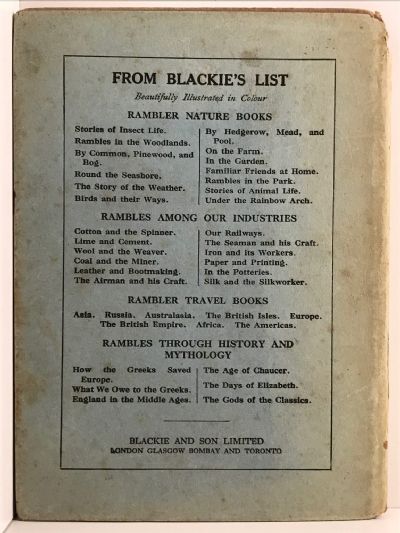 FROM BLACKIE'S LIST
Beautifully Illustrated in Colour
RAMBLER NATURE BOOKS
Stories of Insect Life.
Rambles in the Woodlands.
By Common, Pinewood, and
Bog.
Round the Seashore.
The Story of the Weather.
Birds and their Ways.
By Hedgerow, Mead, and
Pool.
On the Farm.
In the Garden.
Familiar Friends at Home.
Rambles in the Park.
Stories of Animal Life.
Under the Rainbow Arch.
RAMBLES AMONG OUR INDUSTRIES
Cotton and the Spinner.
Lime and Cement.
Wool and the Weaver.
Coal and the Miner.
Leather and Bootmaking.
The Airman and his Craft.
Our Railways.
The Seaman and his Craft.
Iron and its Workers.
Paper and Printing.
In the Potteries.
Silk and the Silkworker.
RAMBLER TRAVEL BOOKS
Asia. Russia. Australasia. The British Isles. Europe.
The British Empire. Africa. The Americas.
RAMBLES THROUGH HISTORY AND
MYTHOLOGY
How the Greeks Saved
Europe.
What We Owe to the Greeks.
England in the Middle Ages.
The Age of Chaucer.
The Days of Elizabeth.
The Gods of the Classics.
BLACKIE AND SON LIMITED
LONDON GLASGOW BOMBAY AND TORONTO